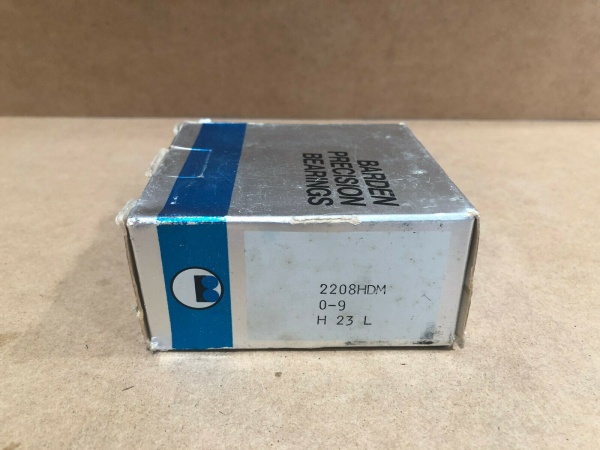 BARDEN
PRECISION
BEARINGS
2208HDM
0-9
H 23 L